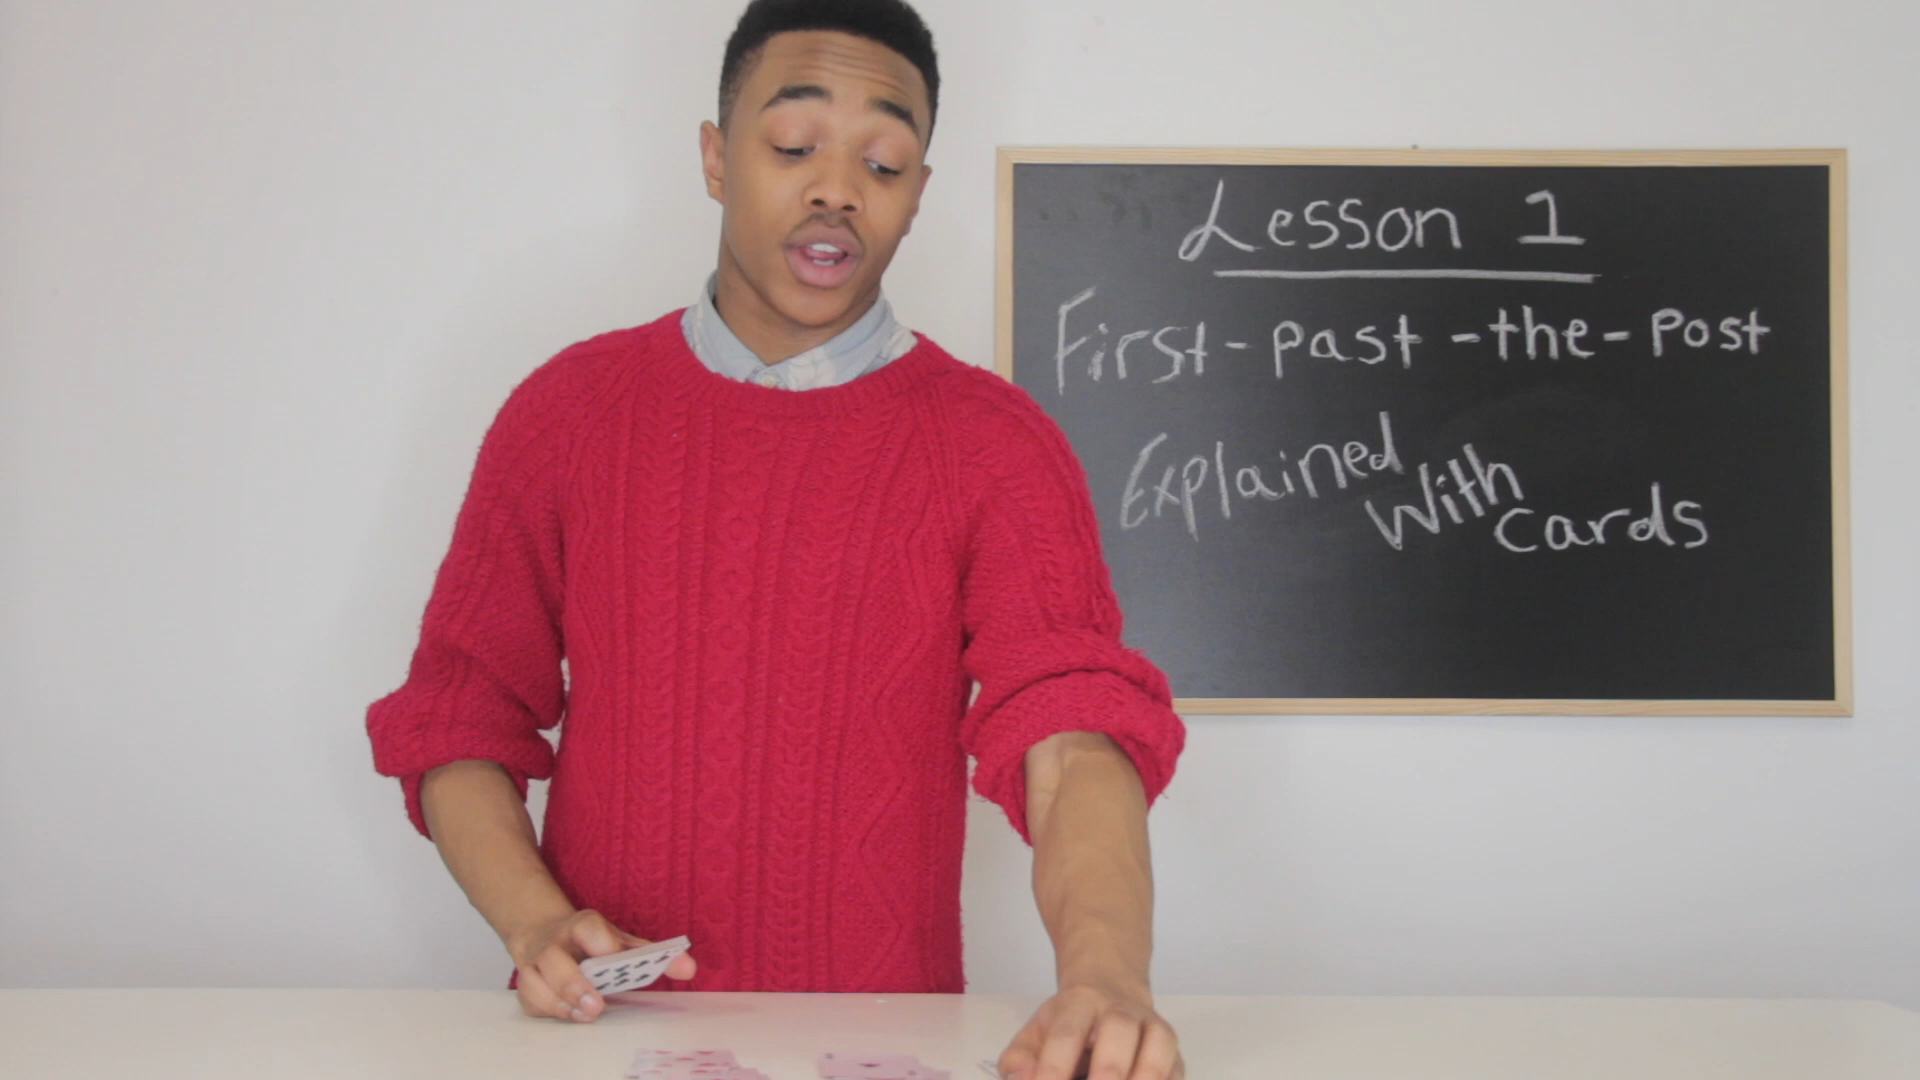 Lesson 1
First-past-the-Post
Explained
With
cards